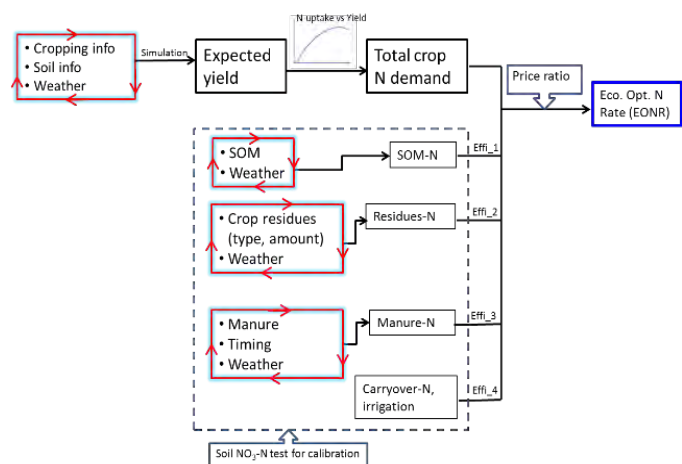 N uptake vs Yield
• Cropping info
• Soil info
• Weather
Simulation
Expected
yield
Total crop
N demand
Price ratio
Eco. Opt. N
Rate (EONR)
• SOM
• Weather
SOM-N
Effi_1
• Crop residues
(type, amount)
• Weather
Residues-N
Effi_2
• Manure
• Timing
• Weather
Manure-N
Effi_3
Carryover-N,
irrigation
Effi_4
Soil NO₃-N test for calibration